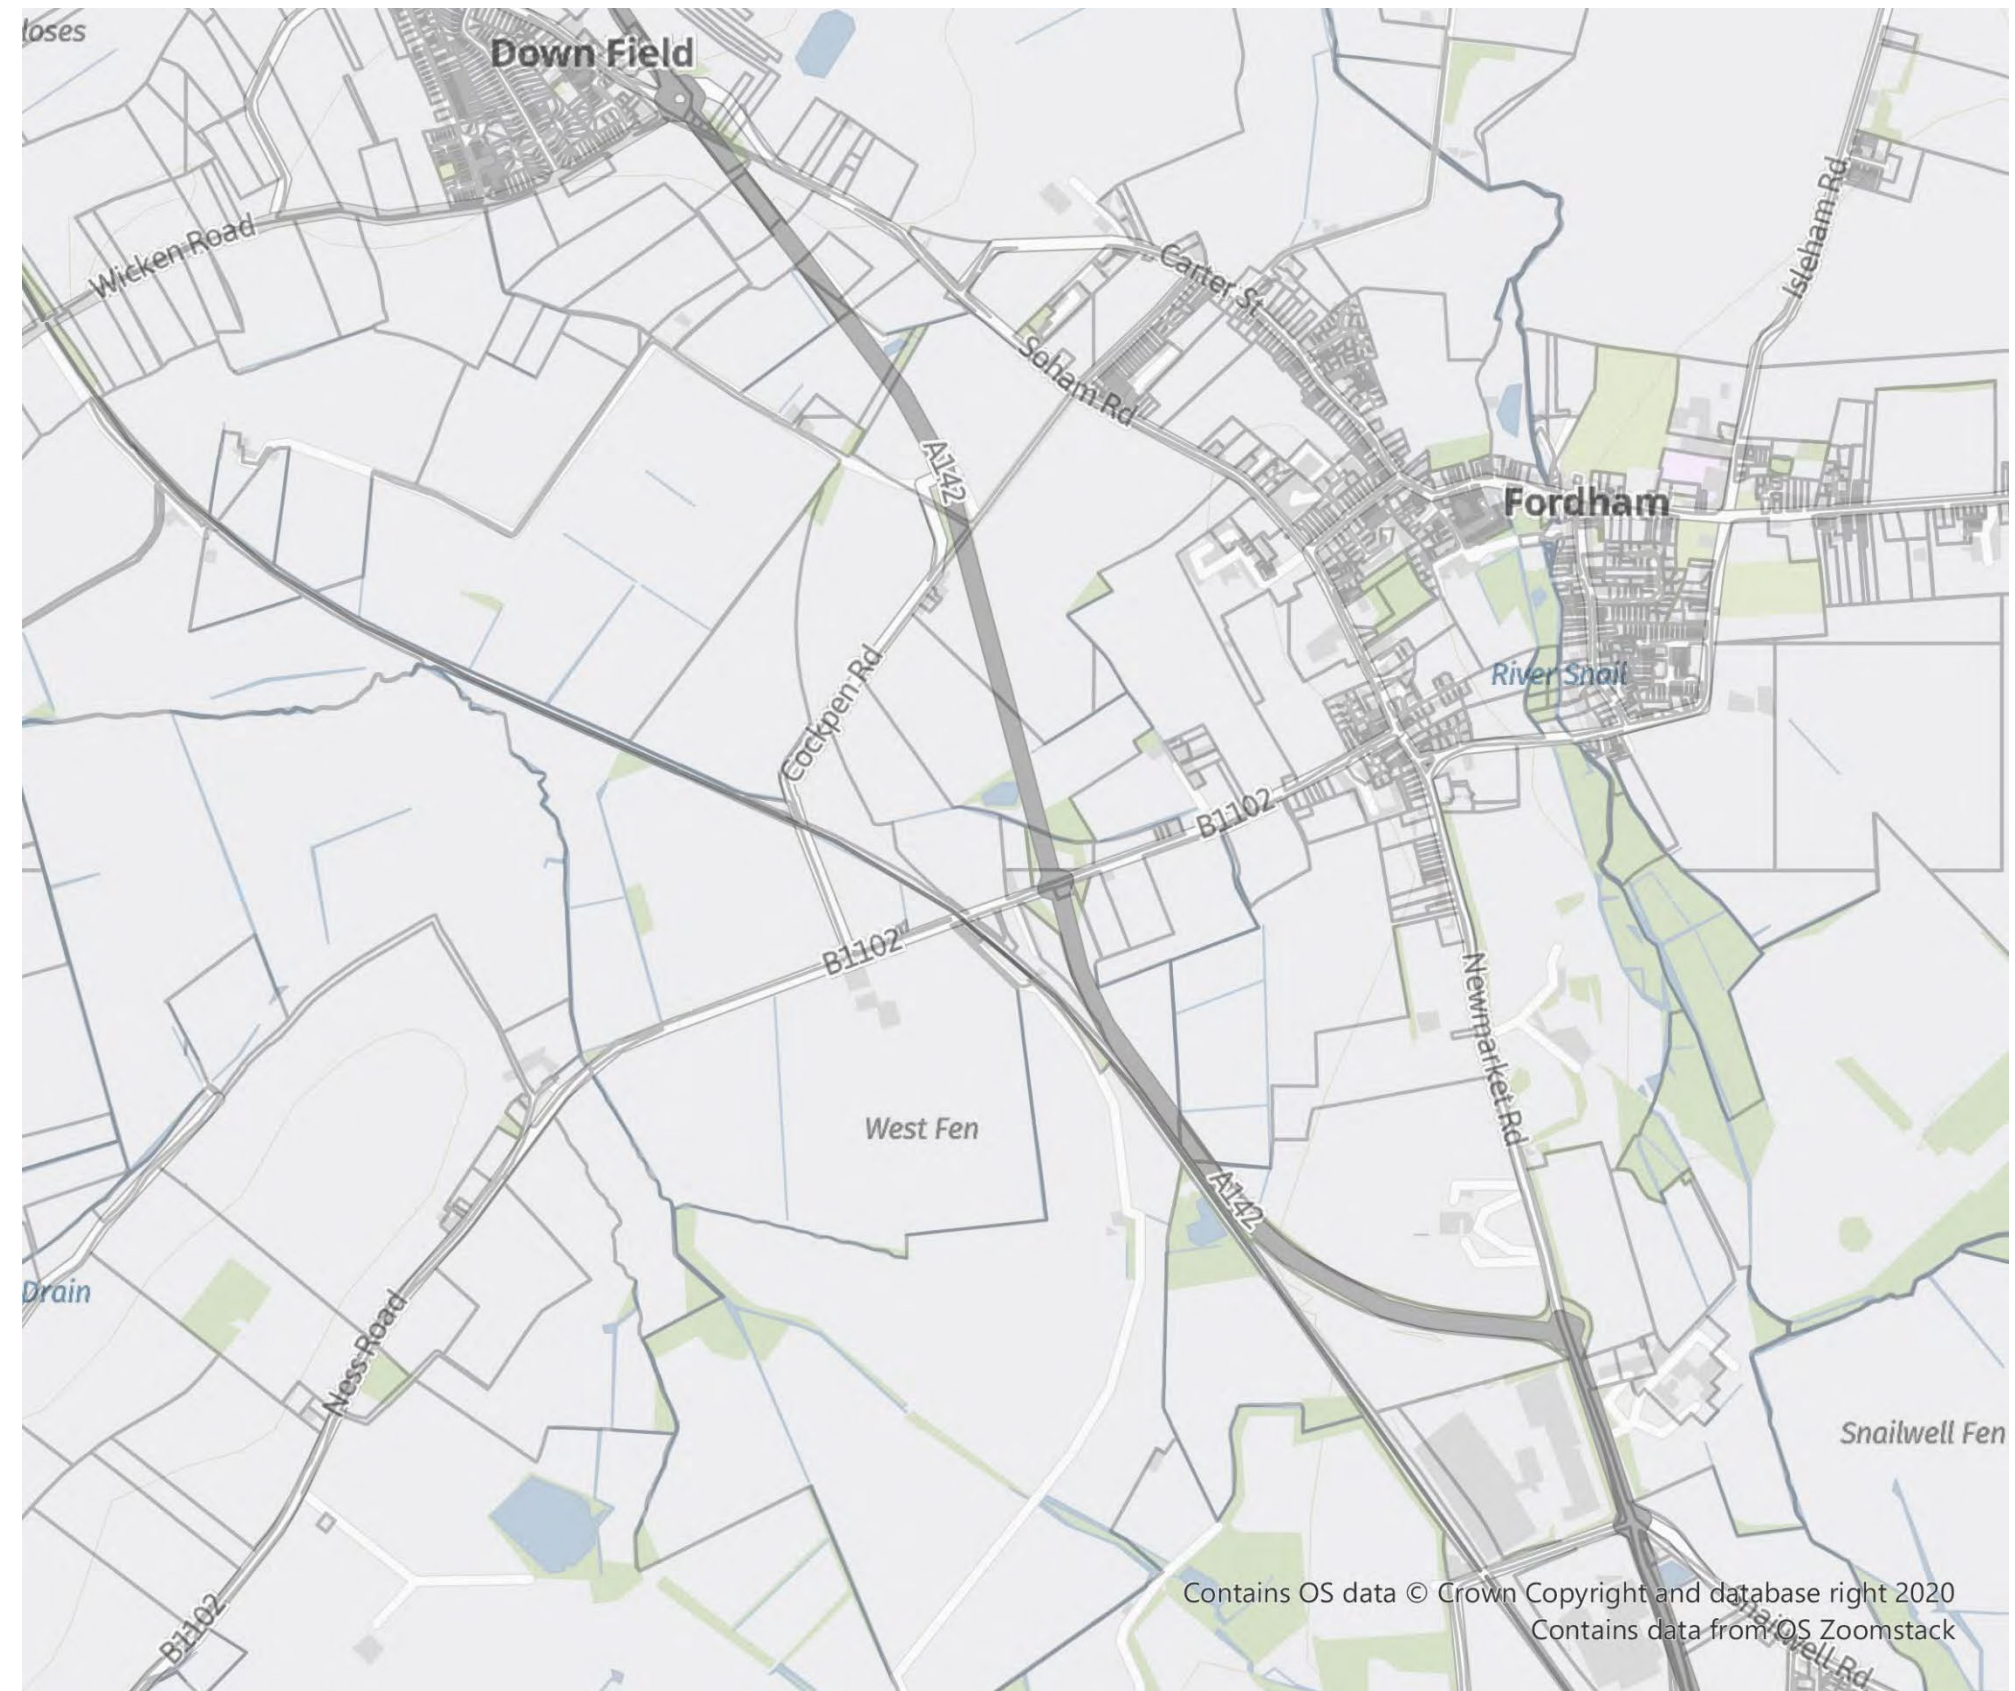 loses
Down Field
Wicken Road
Carter St
Isleham Rd
Soham Rd
A142
Fordham
Cockpen Rd
River Snail
B1102
B1102
Newmarket Rd
West Fen
A142
Drain
Ness Road
Snailwell Fen
B1102
Contains OS data © Crown Copyright and database right 2020
Contains data from OS Zoomstack
Snailwell Rd